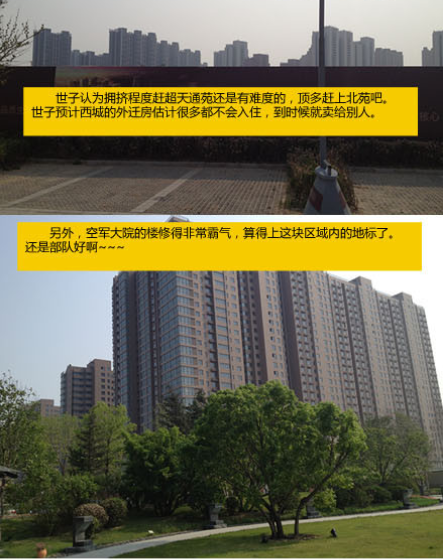 世子认为拥挤程度赶超天通苑还是有难度的，顶多赶上北苑吧。
世子预计西城的外迁房估计很多都不会入住，到时候就卖给别人。
核心
另外，空军大院的楼修得非常霸气，算得上这块区域内的地标了。
还是部队好啊~~~